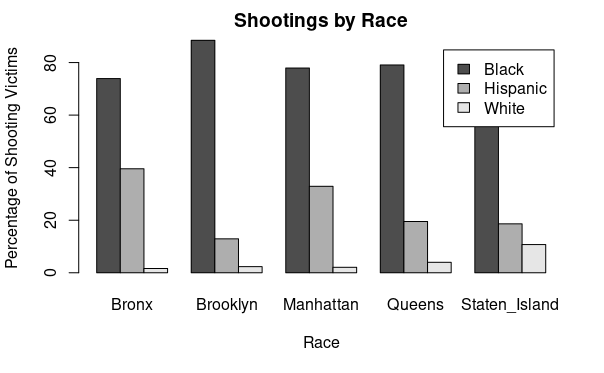 Shootings by Race
Percentage of Shooting Victims
80
60
40
20
0
Black
Hispanic
White
Bronx Brooklyn Manhattan Queens Staten_Island
Race